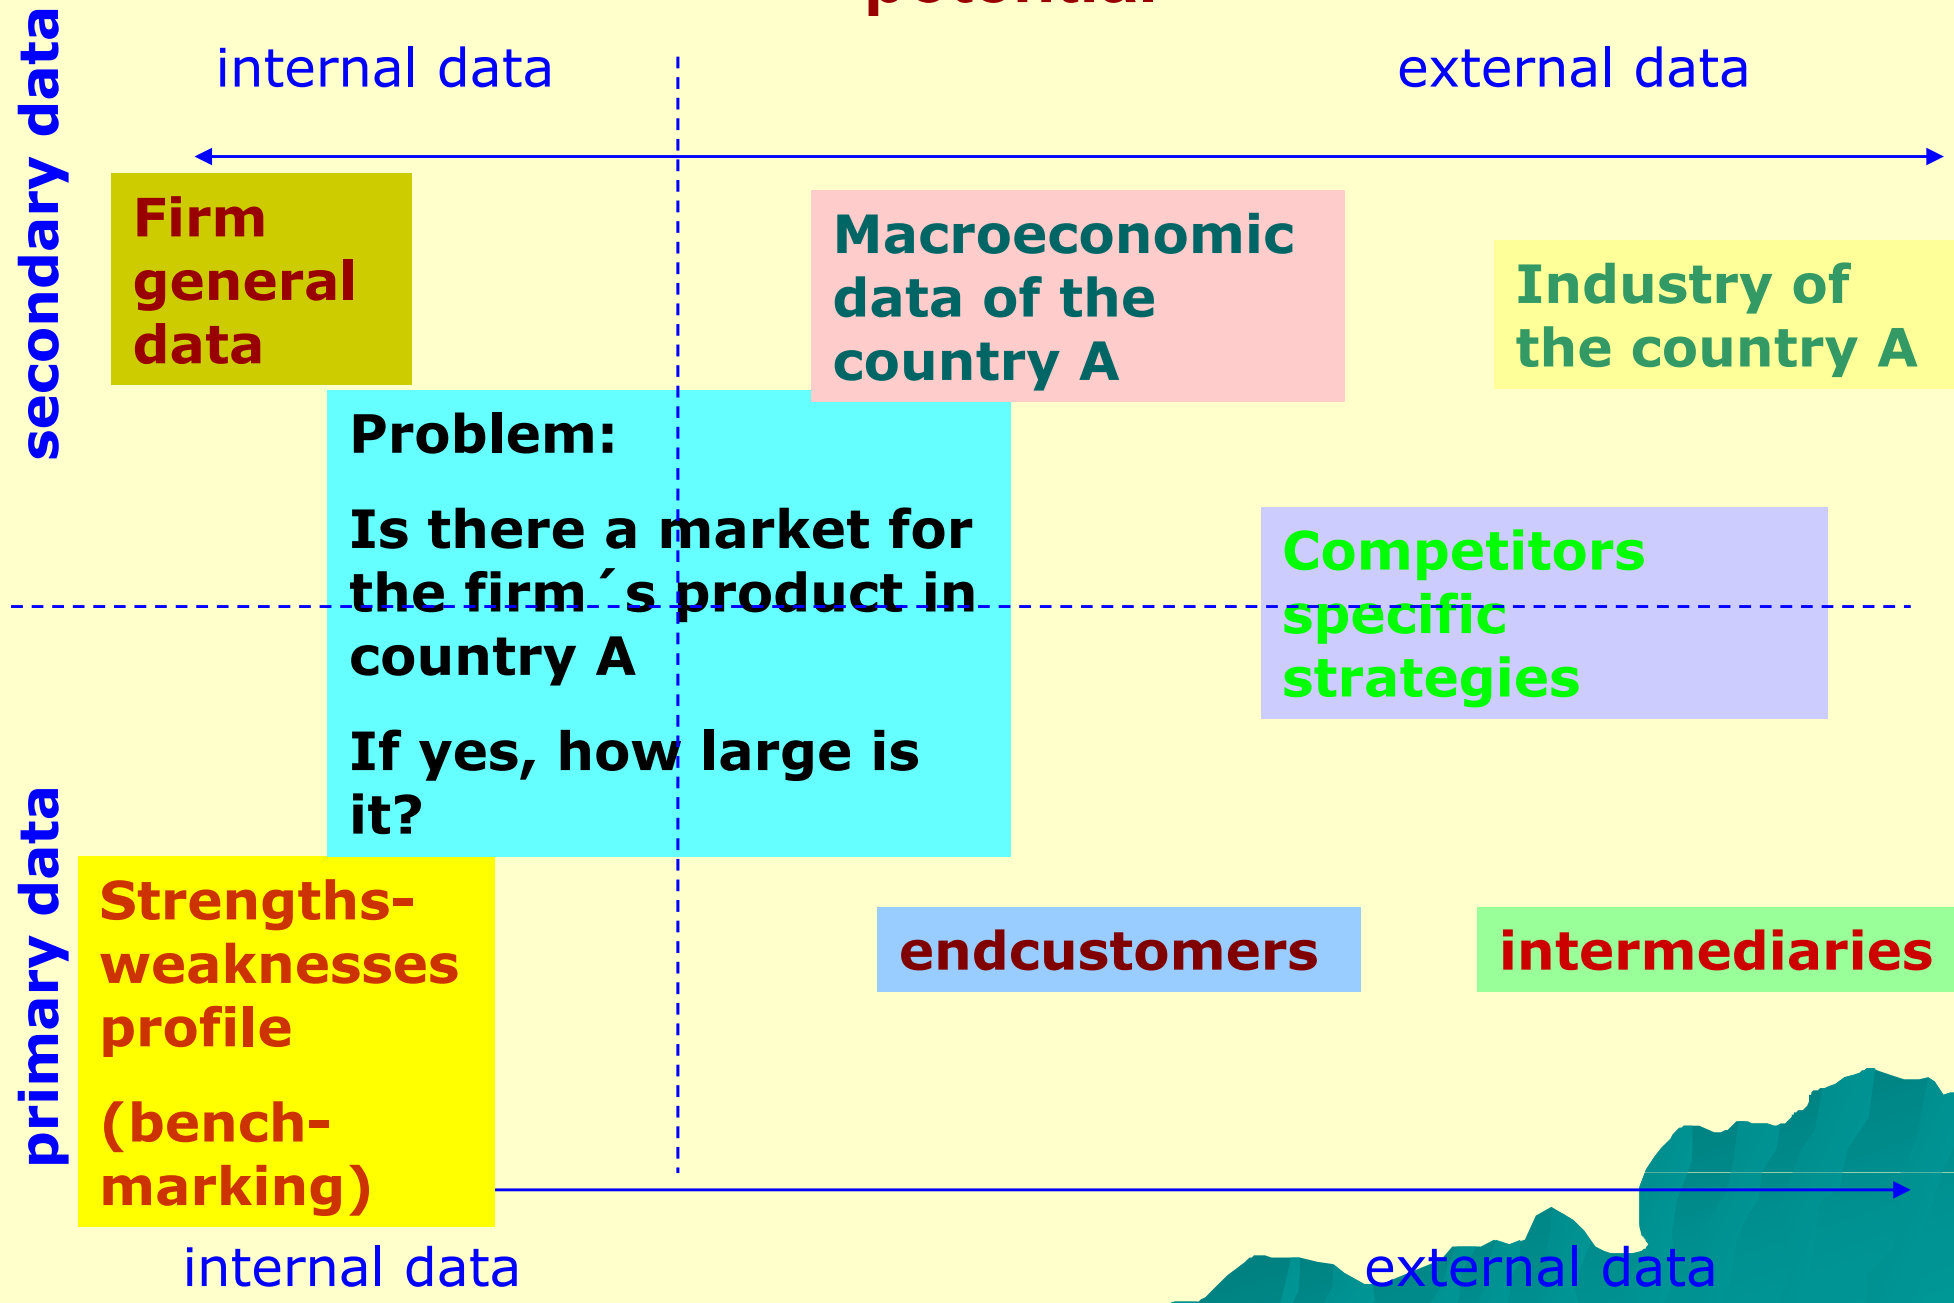 potential
internal data
external data
secondary data
Firm
general
data
Macroeconomic
data of the
country A
Industry of
the country A
Problem:
Is there a market for
the firm´s product in
country A
If yes, how large is
it?
Competitors
specific
strategies
primary data
Strengths-
weaknesses
profile
(bench-
marking)
endcustomers
intermediaries
internal data
external data